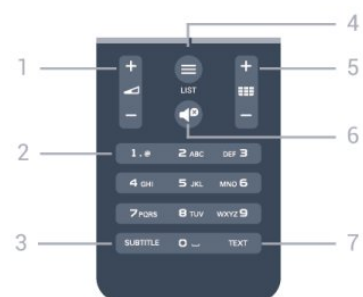 4
1 + + 5
LIST
− − 6
2 1.@ 2 ABC DEF 3
4 GHI 5 JKL MNO 6
7 PQRS 8 TUV WXYZ 9
3 SUBTITLE 0 ⎵ TEXT 7